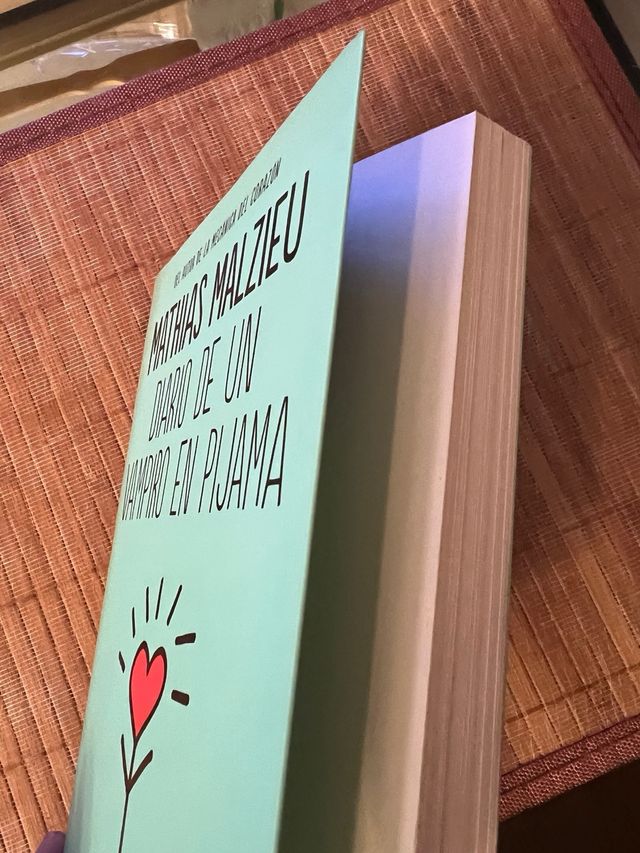 DEL AUTOR DE LA MECÁNICA DEL CORAZÓN
MATHIAS MALZIEU
DIARIO DE UN
VAMPIRO EN PIJAMA